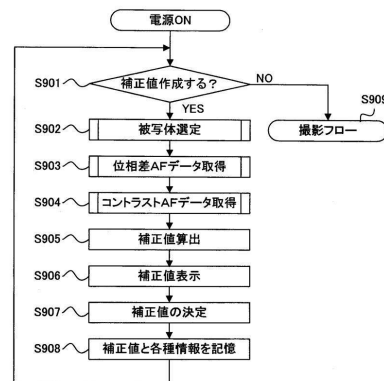 電源ON
S901
補正値作成する？
NO
YES
S909
撮影フロー
S902
被写体選定
S903
位相差AFデータ取得
S904
コントラストAFデータ取得
S905
補正値算出
S906
補正値表示
S907
補正値の決定
S908
補正値と各種情報を記憶